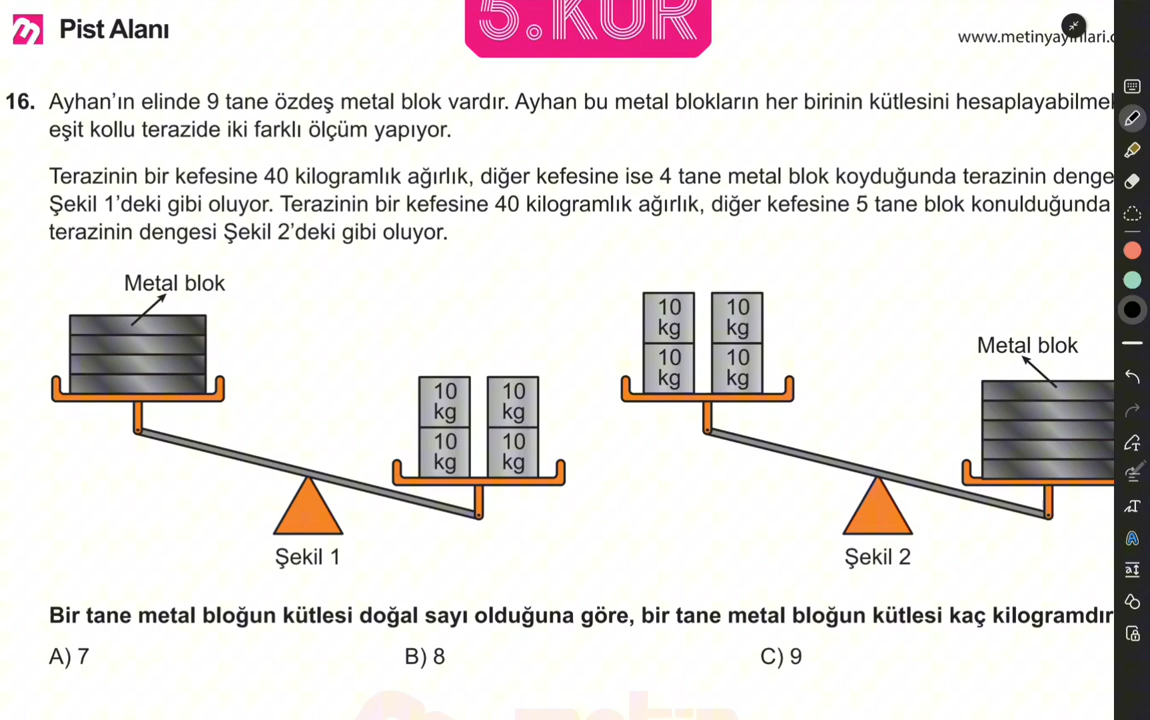 5.KUR
Pist Alanı
www.metinyayınları.c
16. Ayhan'ın elinde 9 tane özdeş metal blok vardır. Ayhan bu metal blokların her birinin kütlesini hesaplayabilme
eşit kollu terazide iki farklı ölçüm yapıyor.
Terazinin bir kefesine 40 kilogramlık ağırlık, diğer kefesine ise 4 tane metal blok koyduğunda terazinin denge
Şekil 1'deki gibi oluyor. Terazinin bir kefesine 40 kilogramlık ağırlık, diğer kefesine 5 tane blok konulduğunda
terazinin dengesi Şekil 2'deki gibi oluyor.
Metal blok
10 kg
10 kg
10 kg
10 kg
Şekil 1
10 kg
10 kg
10 kg
10 kg
Metal blok
Şekil 2
Bir tane metal bloğun kütlesi doğal sayı olduğuna göre, bir tane metal bloğun kütlesi kaç kilogramdır
A) 7
B) 8
C) 9